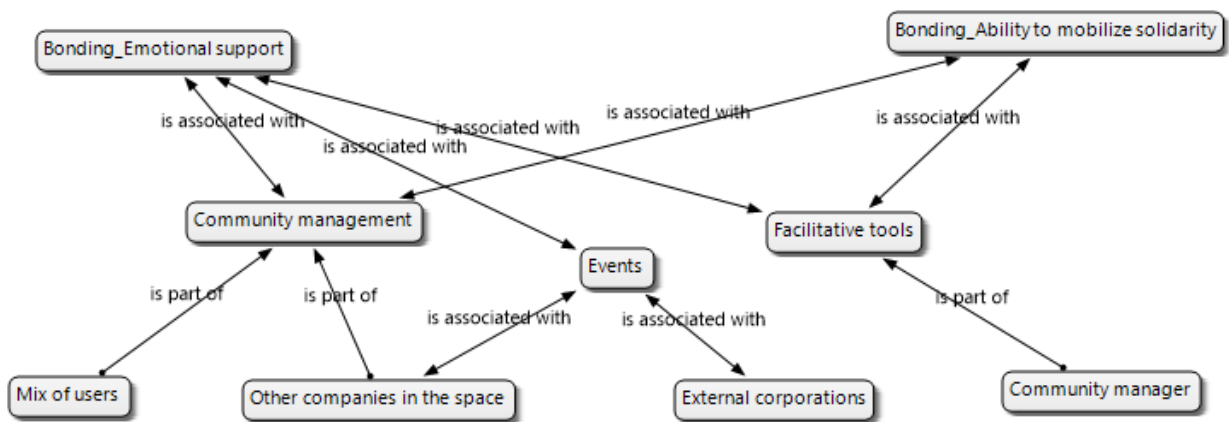 Bonding_Emotional support
Bonding_Ability to mobilize solidarity
is associated with
is associated with
is associated with
is associated with
is associated with
Community management
Facilitative tools
Events
is part of
is part of
is part of
is associated with
is associated with
Mix of users
Other companies in the space
External corporations
Community manager